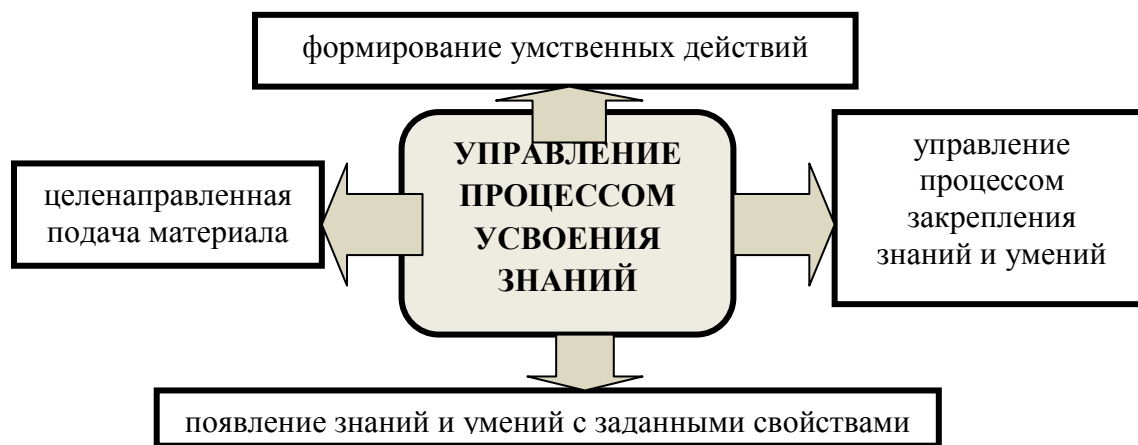 формирование умственных действий
УПРАВЛЕНИЕ
ПРОЦЕССОМ
УСВОЕНИЯ
ЗНАНИЙ
целенаправленная
подача материала
управление
процессом
закрепления
знаний и умений
появление знаний и умений с заданными свойствами